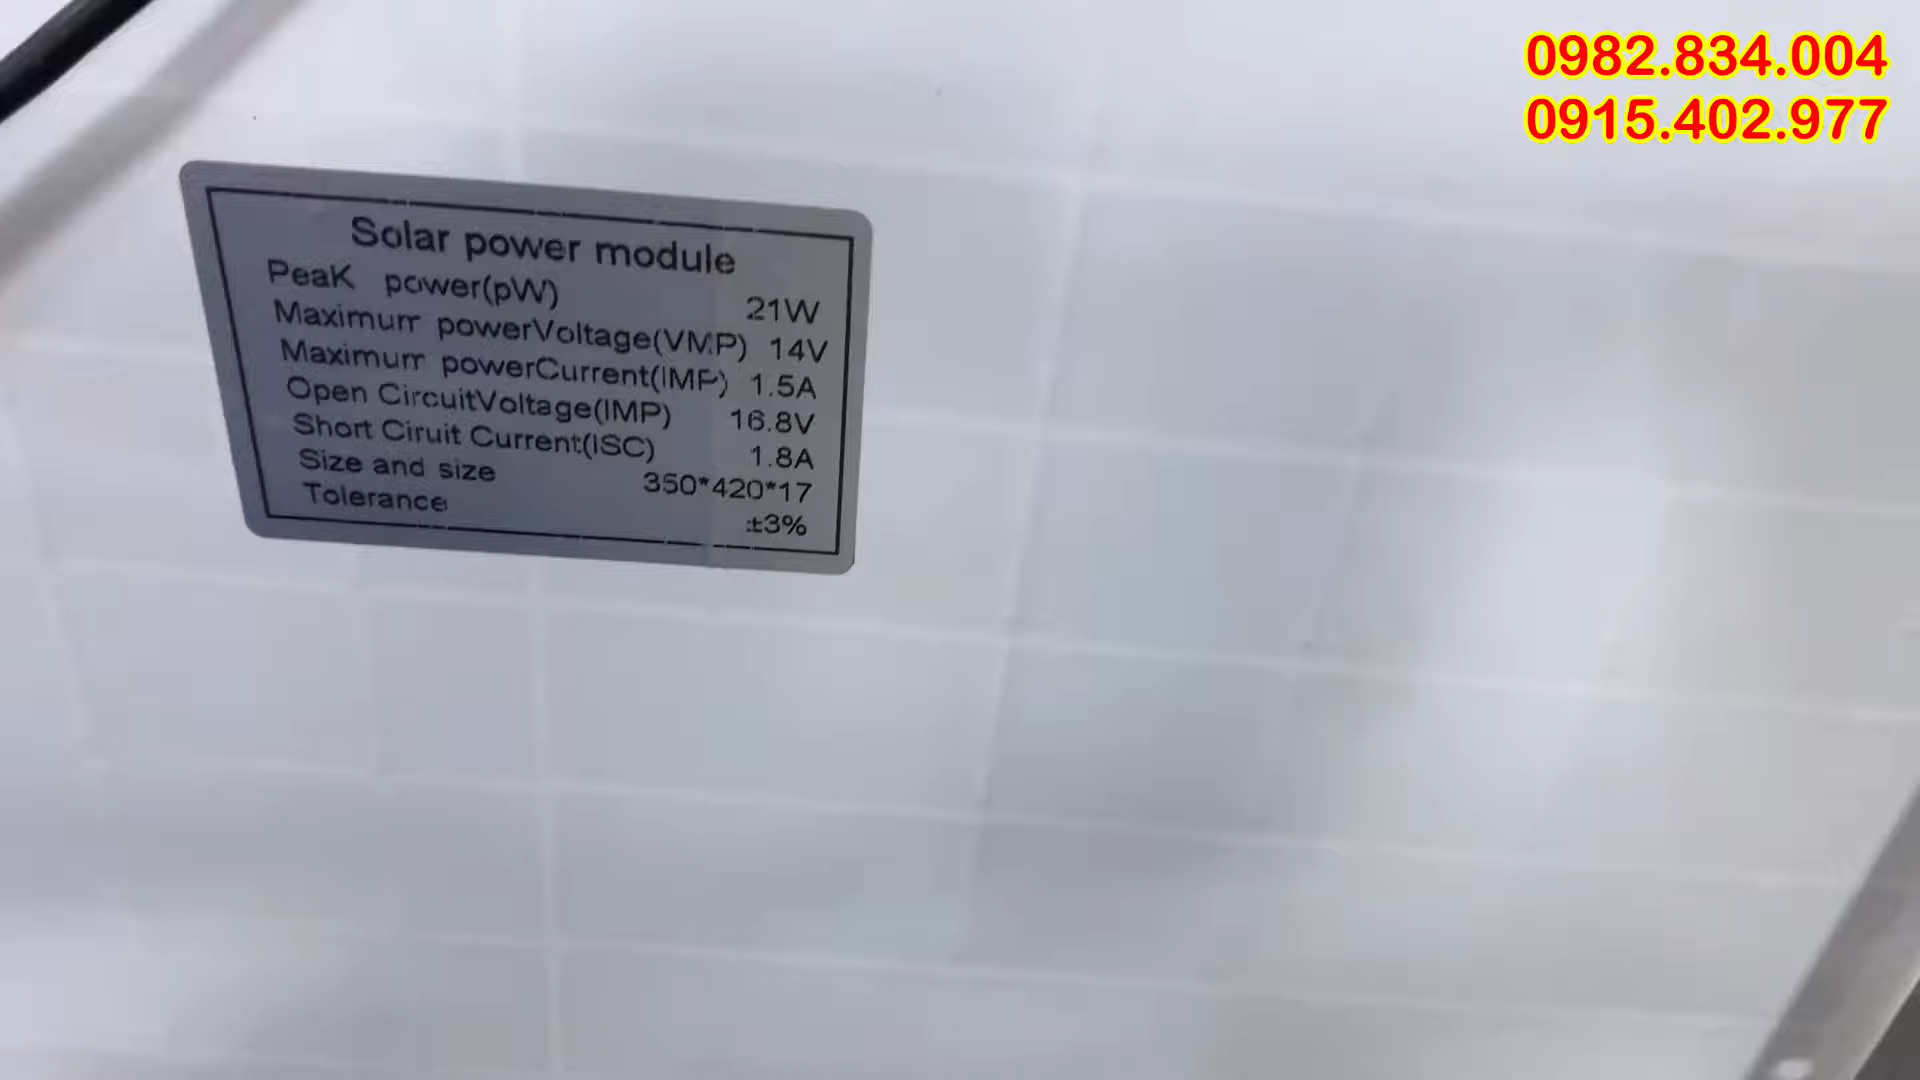 0982.834.004
0915.402.977
Solar power module
PeaK power(pW) 21W
Maximum powerVoltage(VMP) 14V
Maximum powerCurrent(IMP) 1.5A
Open CircuitVoltage(IMP) 16.8V
Short Ciruit Current(ISC) 1.8A
Size and size 350*420*17
Tolerance ±3%